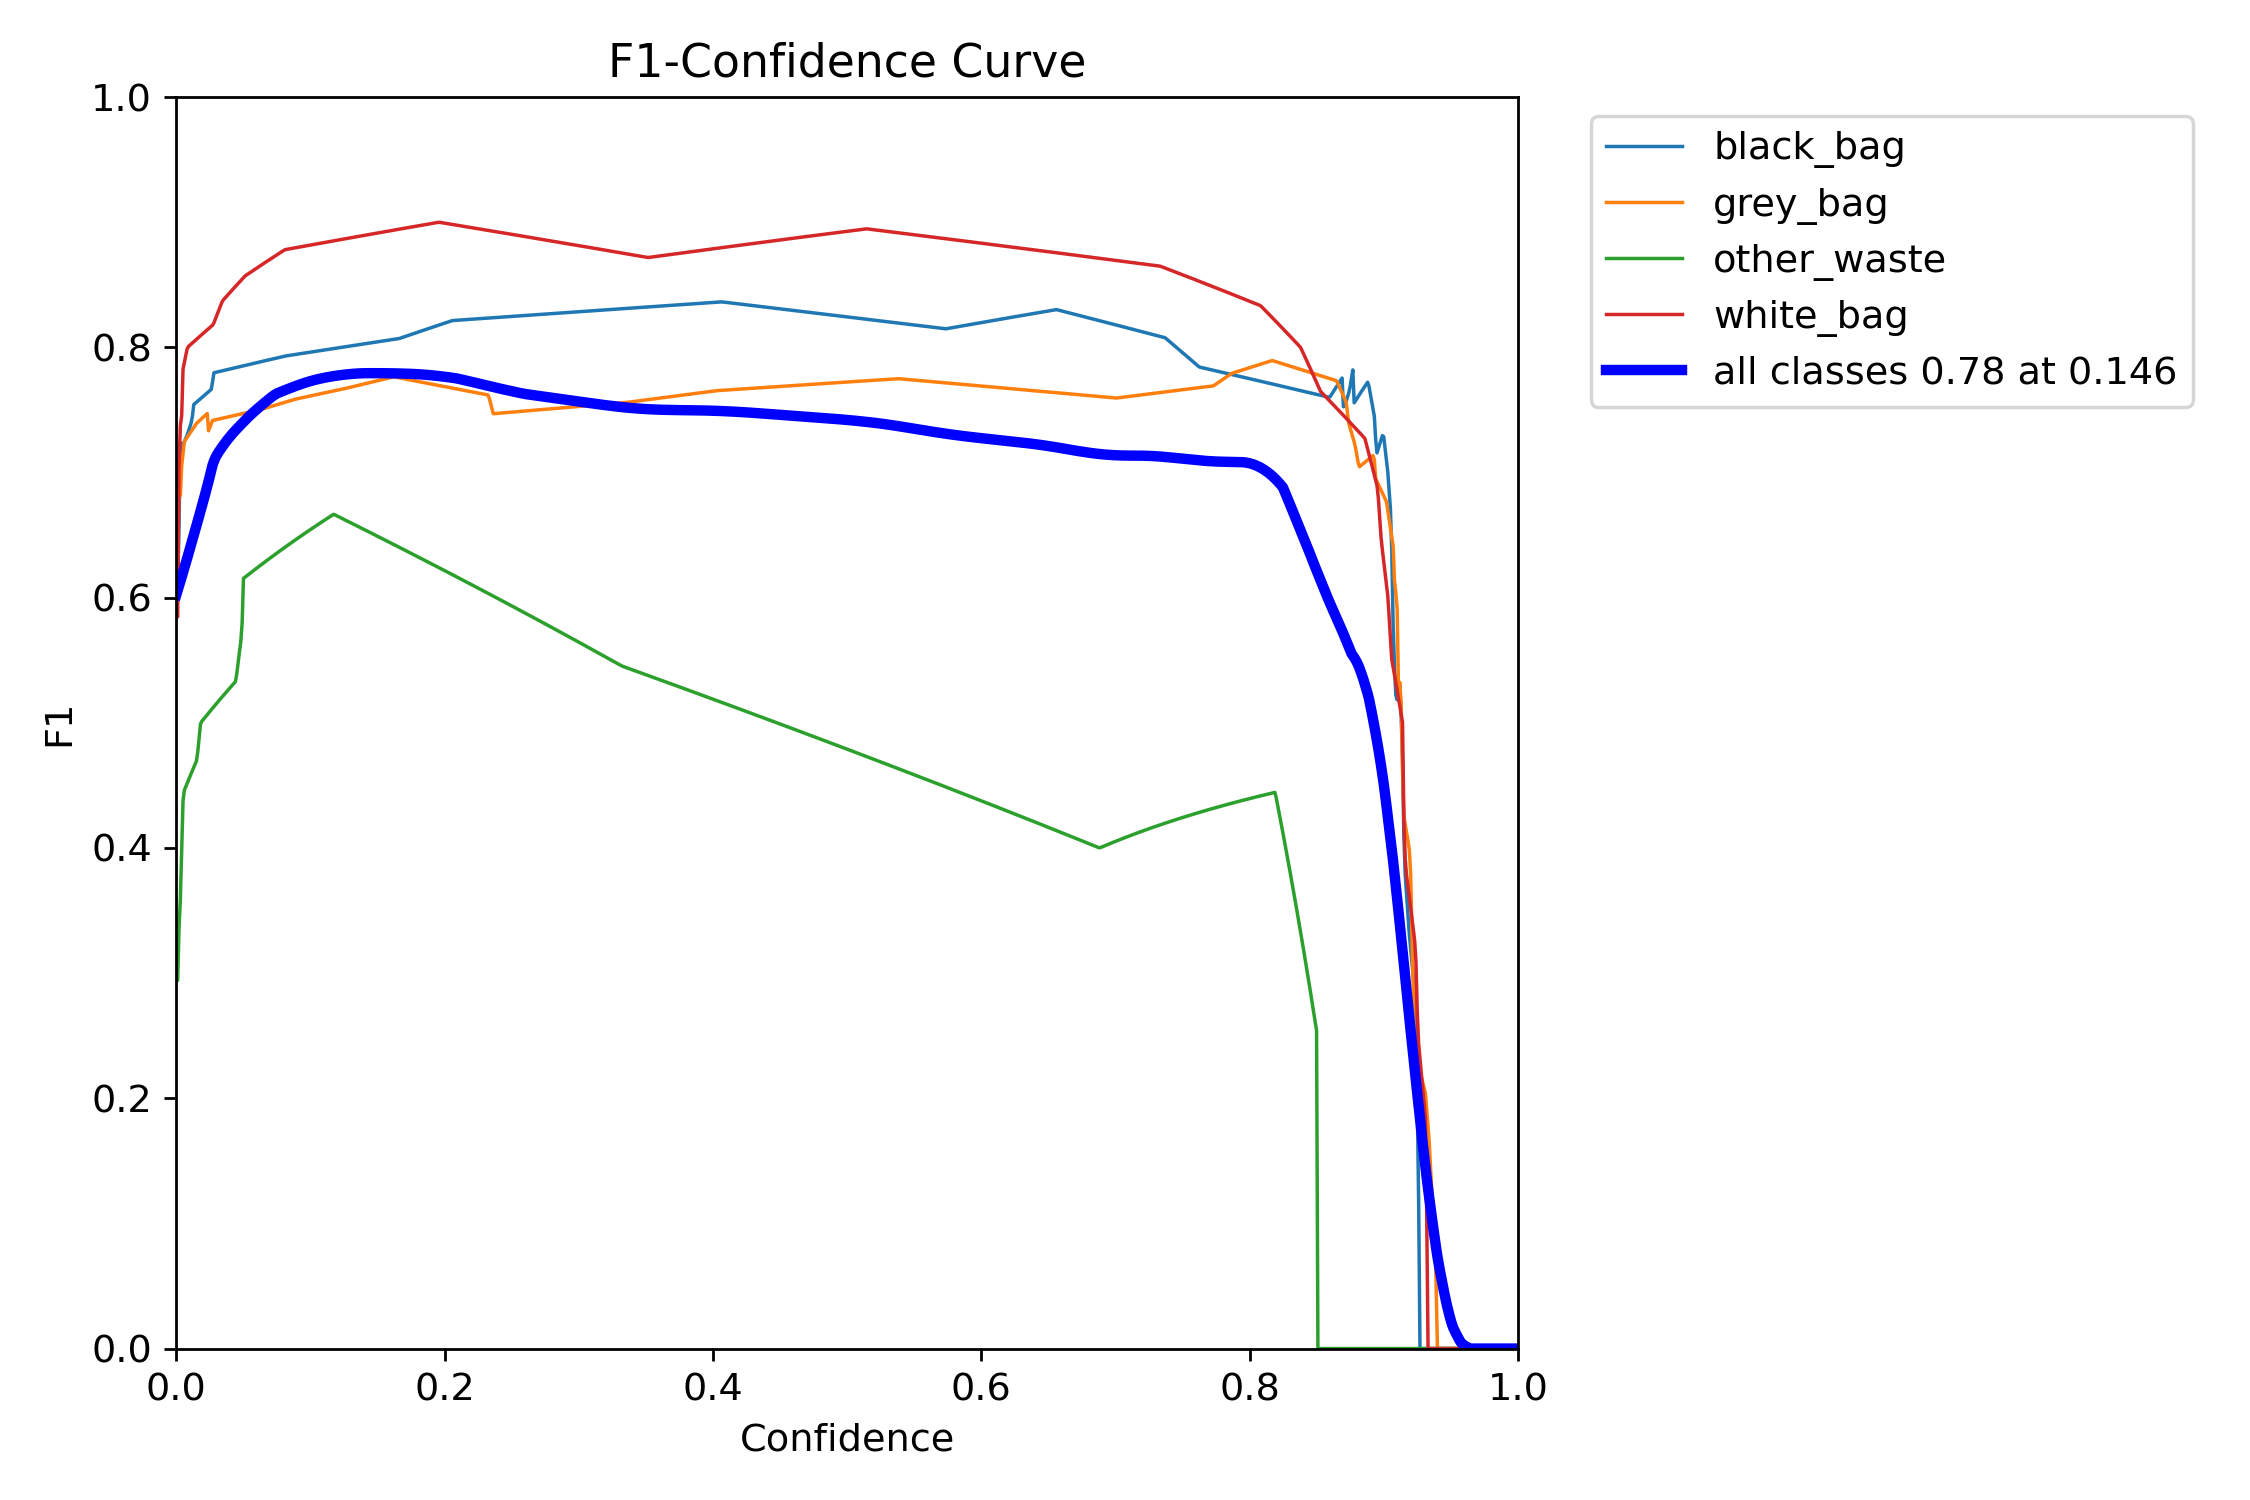 F1-Confidence Curve
1.0
0.8
0.6
0.4
0.2
0.0
F1
0.0 0.2 0.4 0.6 0.8 1.0
Confidence
black_bag
grey_bag
other_waste
white_bag
all classes 0.78 at 0.146